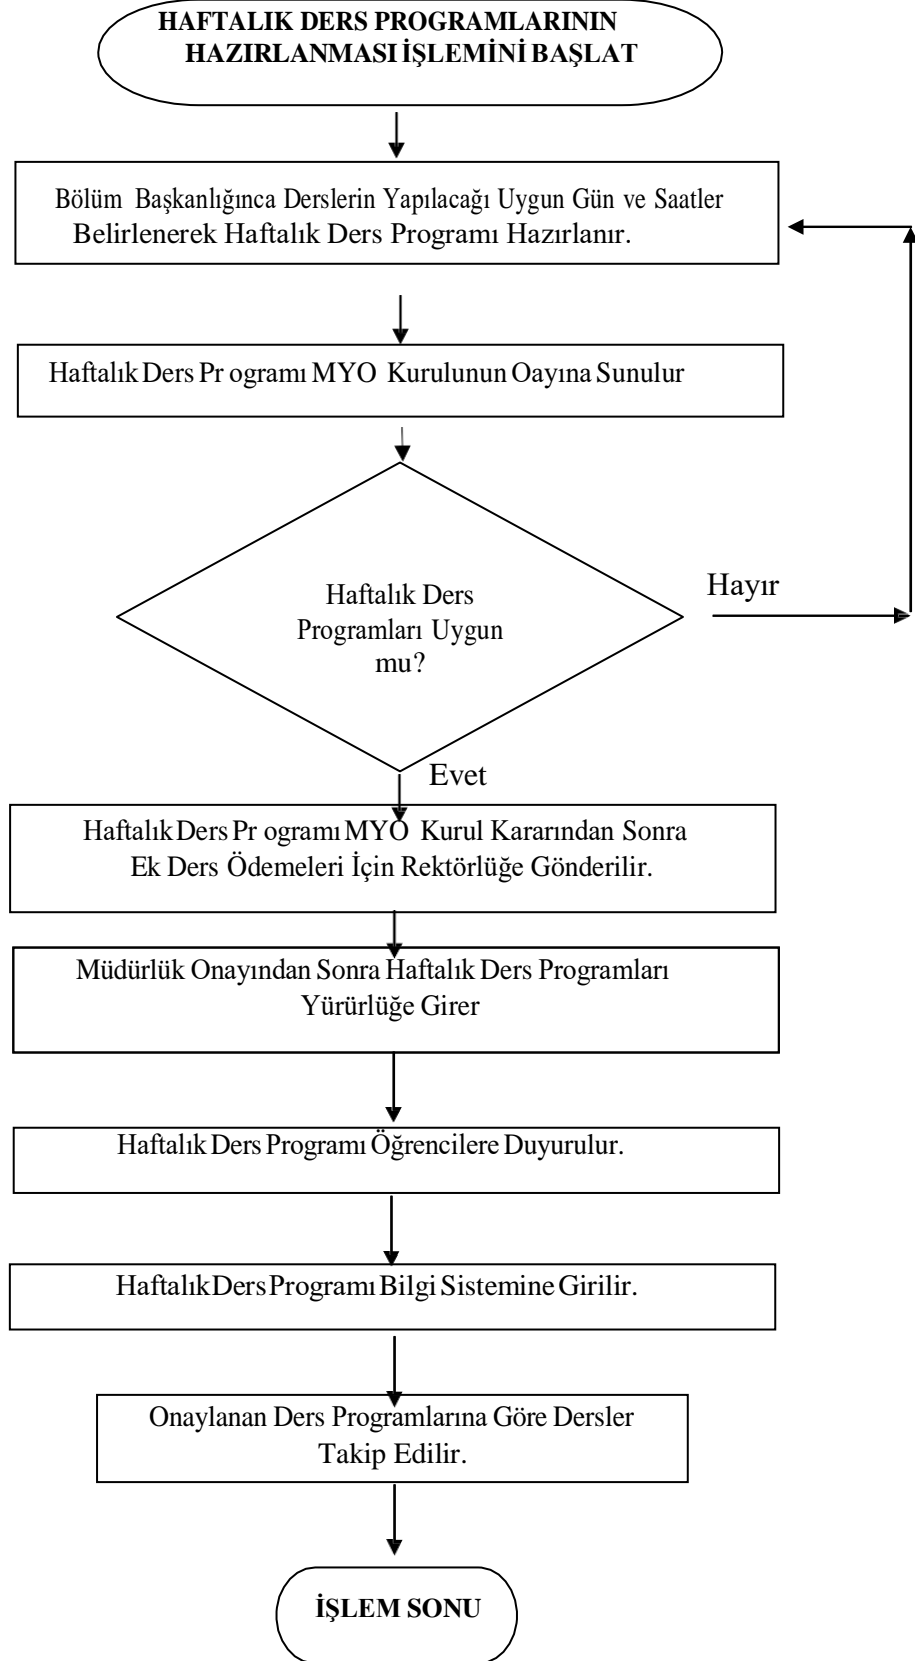 HAFTALIK DERS PROGRAMLARININ
HAZIRLANMASI İŞLEMİNİ BAŞLAT
Bölüm Başkanlığınca Derslerin Yapılacağı Uygun Gün ve Saatler
Belirlenerek Haftalık Ders Programı Hazırlanır.
Haftalık Ders Pr ogramı MYO Kurulunun Oayına Sunulur
Haftalık Ders
Programları Uygun
mu?
Hayır
Evet
Haftalık Ders Pr ogramı MYO Kurul Kararından Sonra
Ek Ders Ödemeleri İçin Rektörlüğe Gönderilir.
Müdürlük Onayından Sonra Haftalık Ders Programları
Yürürlüğe Girer
Haftalık Ders Programı Öğrencilere Duyurulur.
Haftalık Ders Programı Bilgi Sistemine Girilir.
Onaylanan Ders Programlarına Göre Dersler
Takip Edilir.
İŞLEM SONU